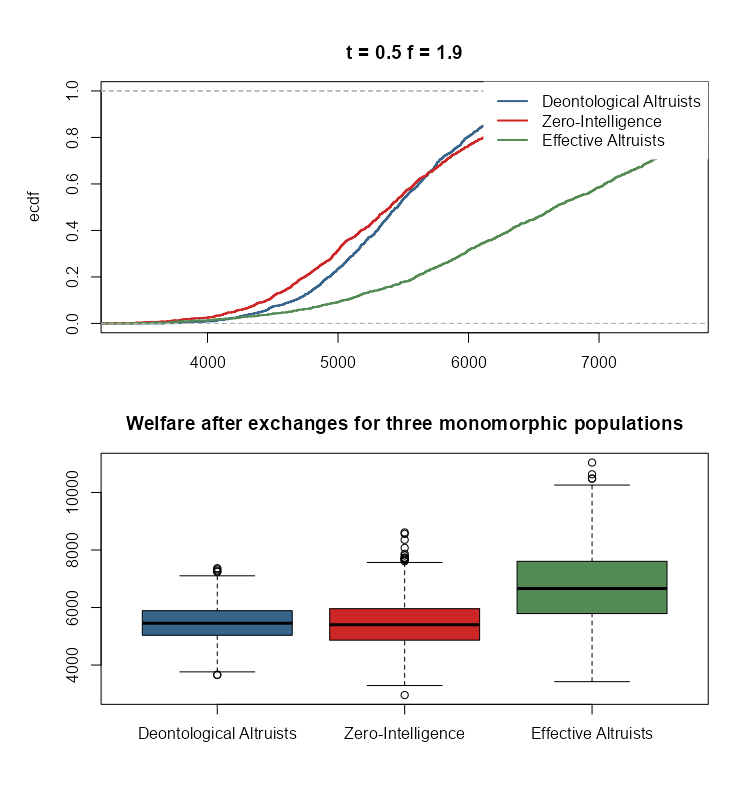 t = 0.5 f = 1.9
ecdf
1.0
0.8
0.6
0.4
0.2
0.0
Deontological Altruists
Zero-Intelligence
Effective Altruists
4000 5000 6000 7000
Welfare after exchanges for three monomorphic populations
10000
8000
6000
4000
Deontological Altruists Zero-Intelligence Effective Altruists